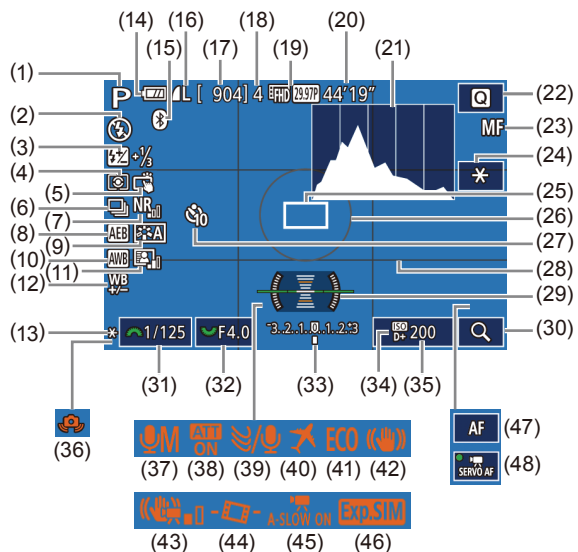 (14) (16) (17) (18) (19) (20) (21)
(15)
(1) P L [ 904] 4 FHD 29.97P 44'19" Q (22)
(2) MF (23)
(3) +1/3 (24)
(4) (25)
(5)
(6) NR (26)
(7) 10 (27)
(8) AEB A
(9) (28)
(10) AWB
(11) (29)
(12) WB +/-
(13) * 1/125 F4.0 -3..2..1..0..1..2.:3 ISO D+ 200 (30)
(31) (32) (33) (34) (35)
(36)
M ATT ON ECO AF (47)
(37) (38) (39) (40) (41) (42) SERVO AF (48)
A-SLOW ON Exp.SIM
(43) (44) (45) (46)